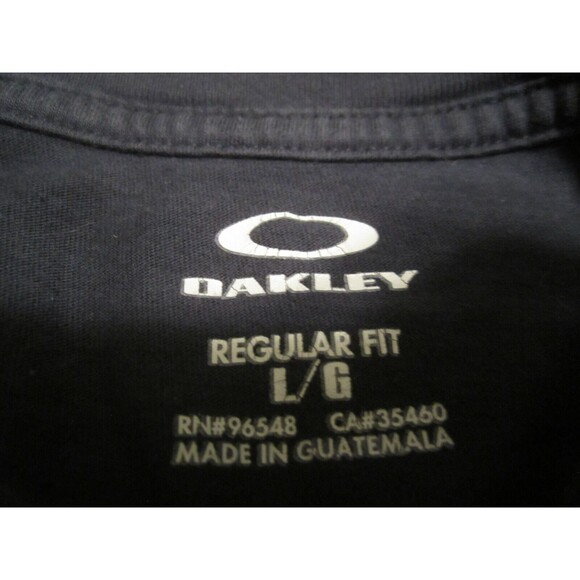 OAKLEY
REGULAR FIT
L/G
RN#96548 CA#35460
MADE IN GUATEMALA